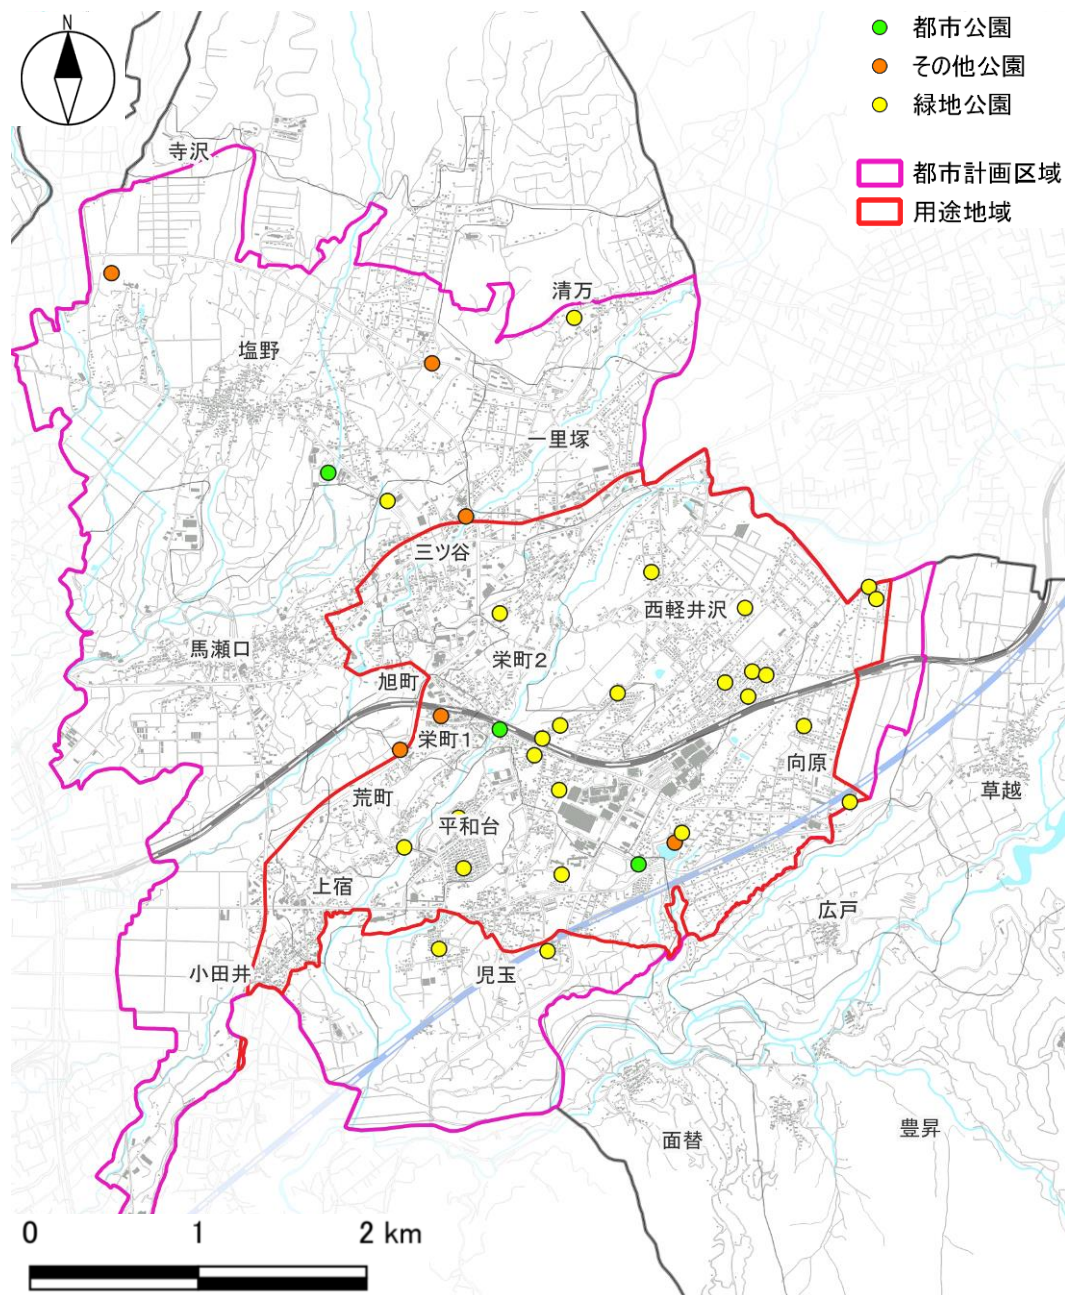 N
都市公園
その他公園
緑地公園
都市計画区域
用途地域
寺沢
清万
塩野
一里塚
三ツ谷
西軽井沢
馬瀬口
栄町2
旭町
栄町1
向原
草越
荒町
平和台
上宿
広戸
小田井
児玉
面替
豊昇
0 1 2 km